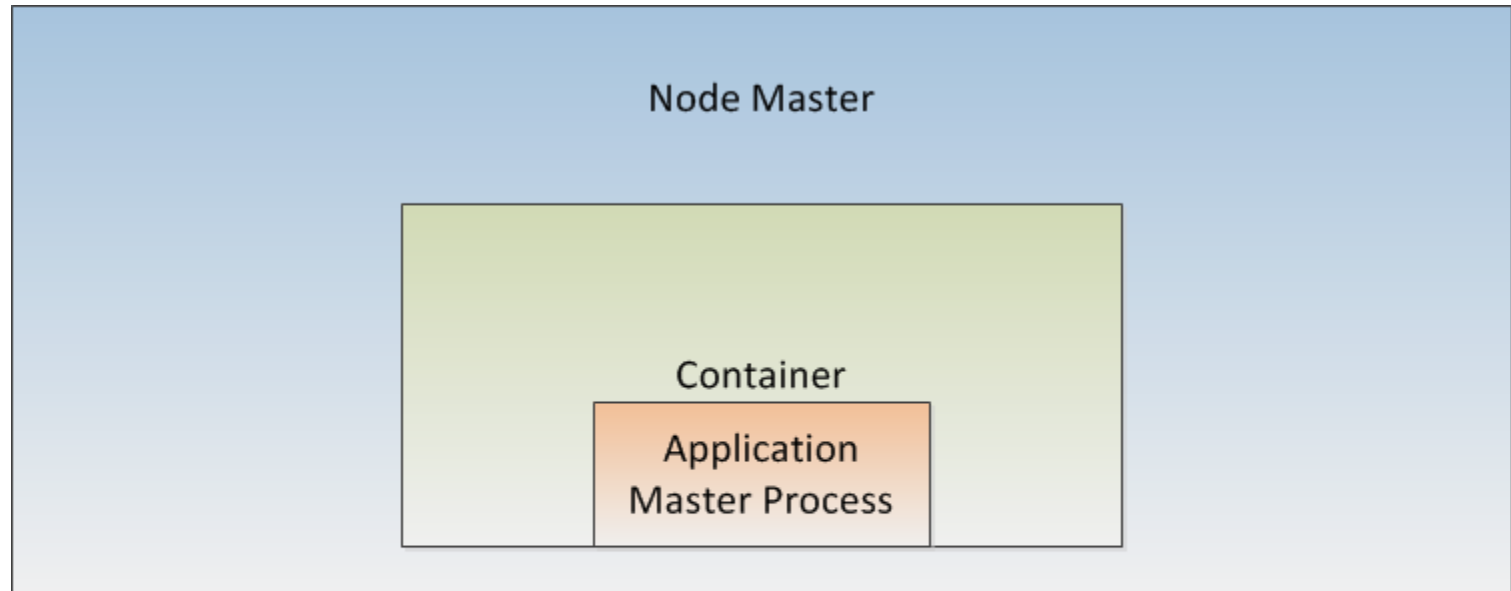 Node Master
Container
Application
Master Process